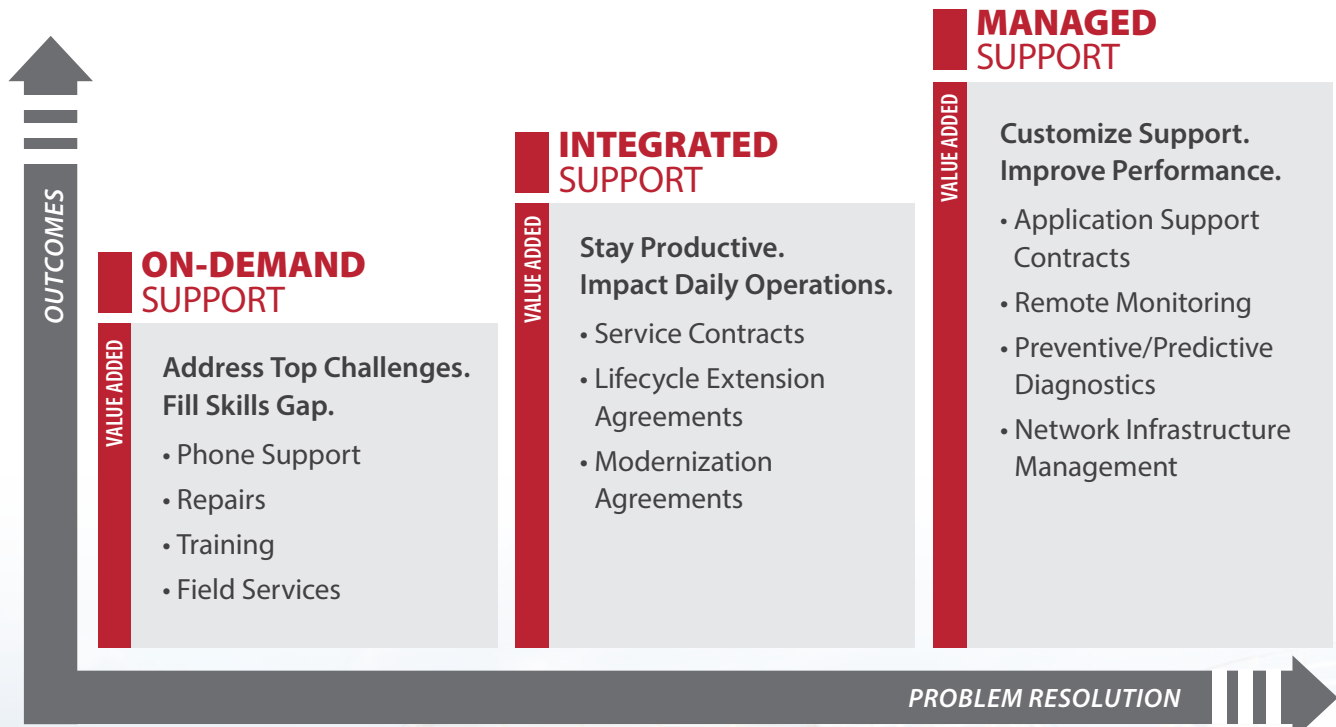 OUTCOMES
ON-DEMAND
SUPPORT
VALUE ADDED
Address Top Challenges.
Fill Skills Gap.
• Phone Support
• Repairs
• Training
• Field Services
INTEGRATED
SUPPORT
VALUE ADDED
Stay Productive.
Impact Daily Operations.
• Service Contracts
• Lifecycle Extension
Agreements
• Modernization
Agreements
MANAGED
SUPPORT
VALUE ADDED
Customize Support.
Improve Performance.
• Application Support
Contracts
• Remote Monitoring
• Preventive/Predictive
Diagnostics
• Network Infrastructure
Management
PROBLEM RESOLUTION